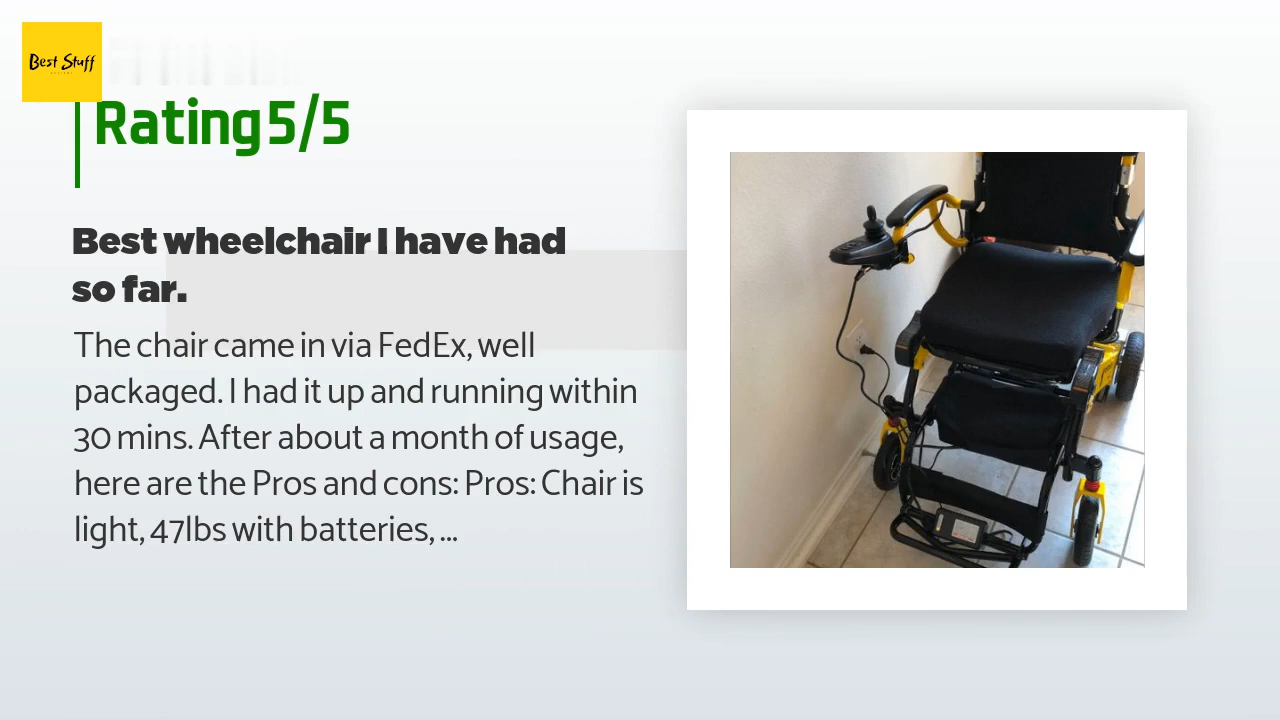 Best Stuff
Rating 5/5
Best wheelchair I have had
so far.
The chair came in via FedEx, well
packaged. I had it up and running within
30 mins. After about a month of usage,
here are the Pros and cons: Pros: Chair is
light, 47lbs with batteries, ...